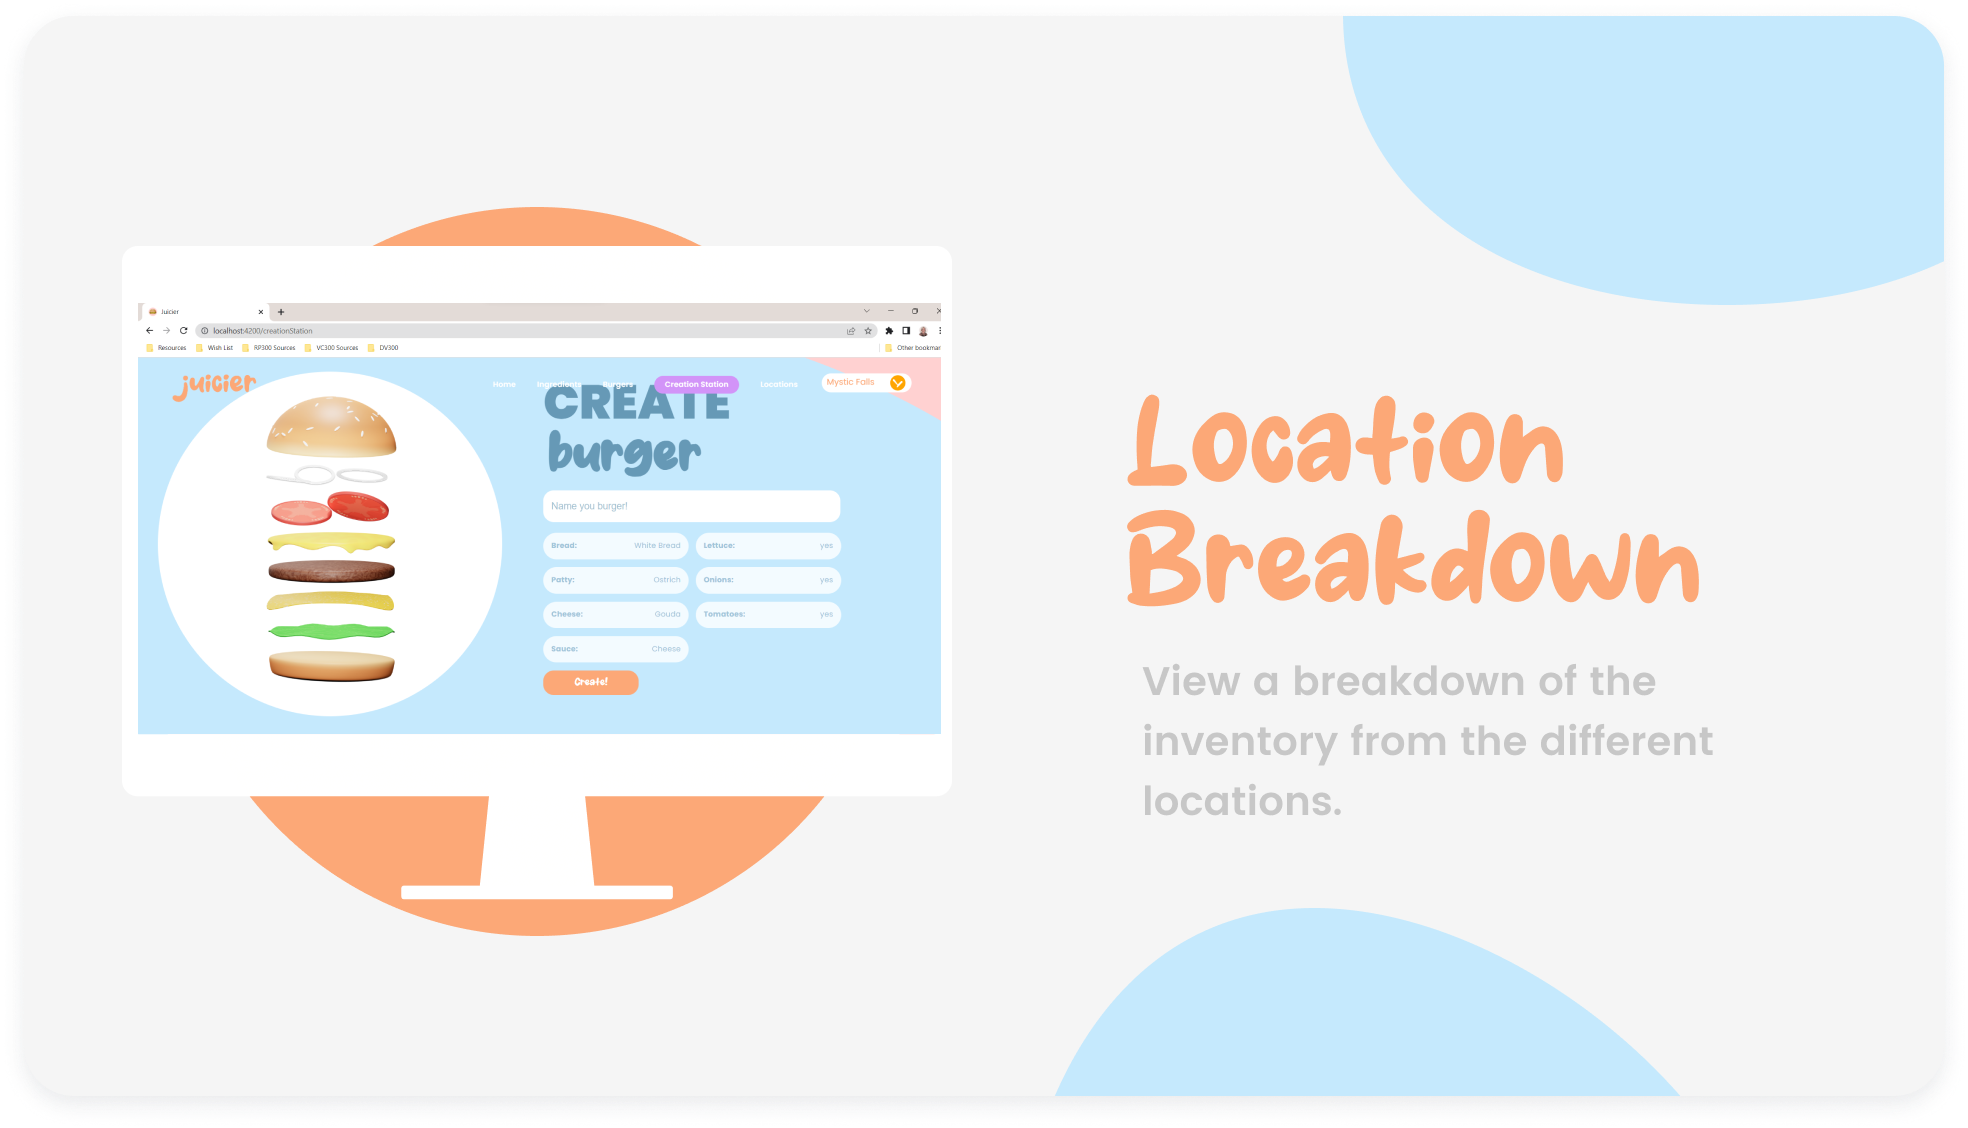 Juicier
localhost:4200/creationStation
Resources Wish List RP300 Sources VC300 Sources DV300 Other bookmar
juicier
Home Ingredients Burgers Creation Station Locations Mystic Falls
CREATE
burger
Name you burger!
Bread: White Bread Lettuce: yes
Patty: Ostrich Onions: yes
Cheese: Gouda Tomatoes: yes
Sauce: Cheese
Create!
Location
Breakdown
View a breakdown of the
inventory from the different
locations.